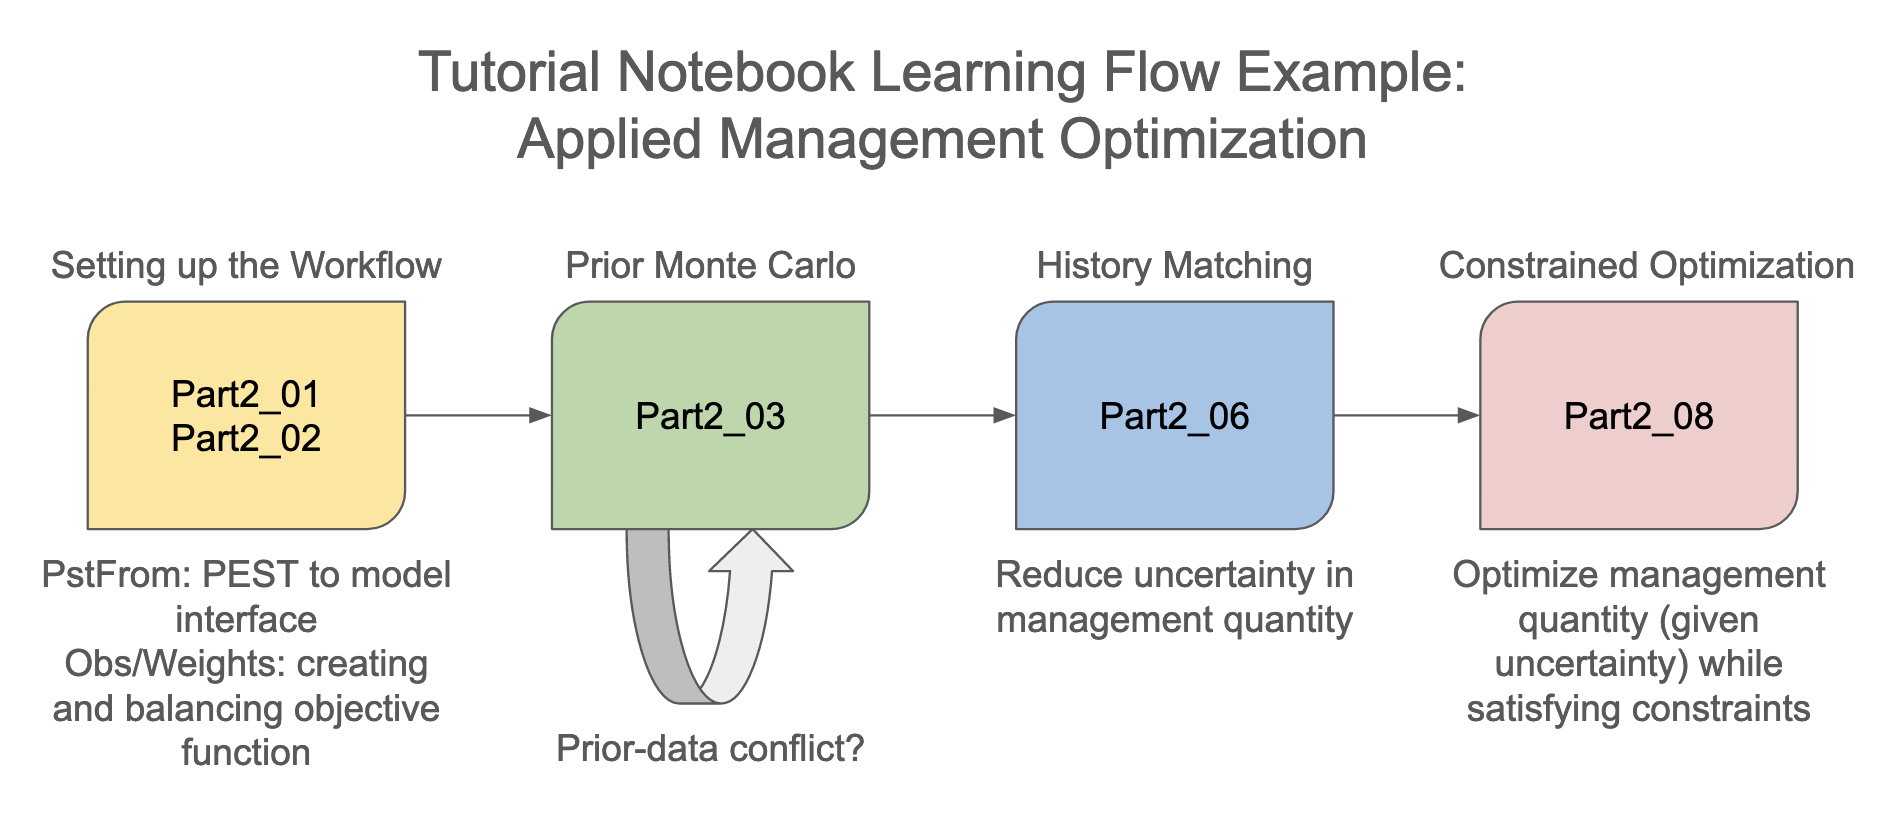 Tutorial Notebook Learning Flow Example:
Applied Management Optimization
Setting up the Workflow
Part2_01
Part2_02
PstFrom: PEST to model
interface
Obs/Weights: creating
and balancing objective
function
Prior Monte Carlo
Part2_03
Prior-data conflict?
History Matching
Part2_06
Reduce uncertainty in
management quantity
Constrained Optimization
Part2_08
Optimize management
quantity (given
uncertainty) while
satisfying constraints